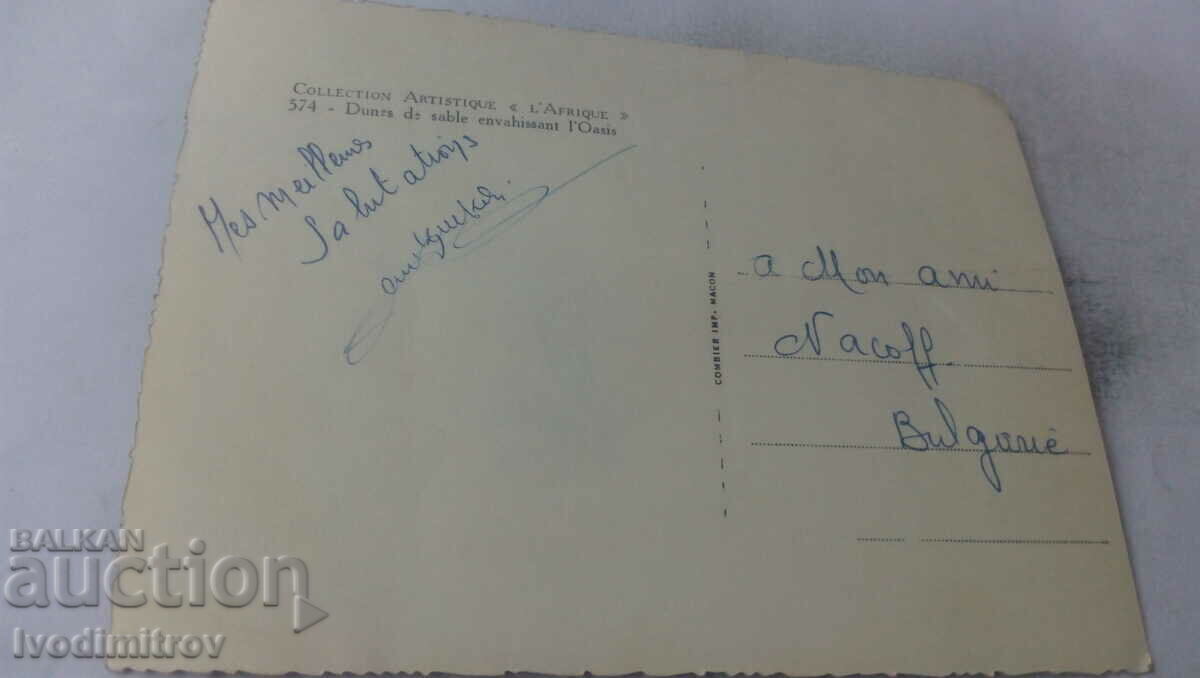 COLLECTION ARTISTIQUE « L'AFRIQUE »
574 - Dunes de sable envahissant l'Oasis
Mes meilleurs
Salutations
COMBIER IMP. MACON
a Mon ami
Nacoff
Bulgarie
BALKAN
auction
Ivodimitrov